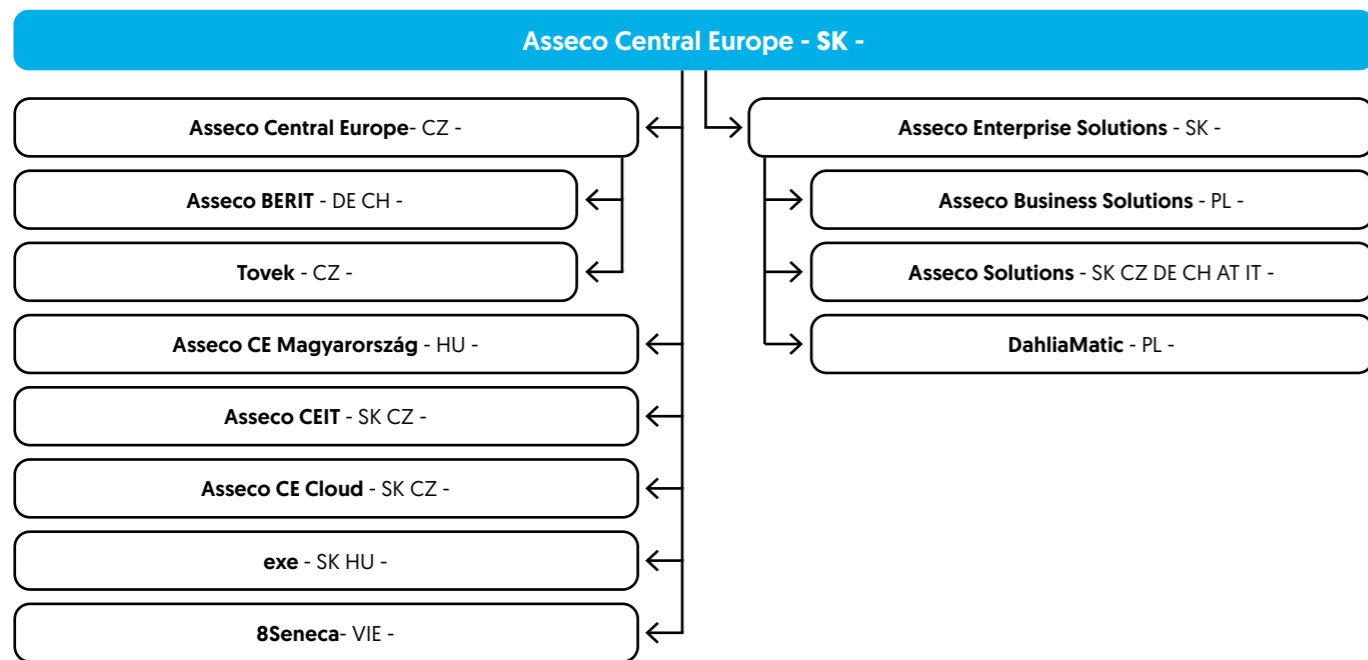 Asseco Central Europe - SK -
Asseco Central Europe- CZ -
Asseco BERIT - DE CH -
Tovek - CZ -
Asseco CE Magyarország - HU -
Asseco CEIT - SK CZ -
Asseco CE Cloud - SK CZ -
exe - SK HU -
8Seneca- VIE -
Asseco Enterprise Solutions - SK -
Asseco Business Solutions - PL -
Asseco Solutions - SK CZ DE CH AT IT -
DahliaMatic - PL -